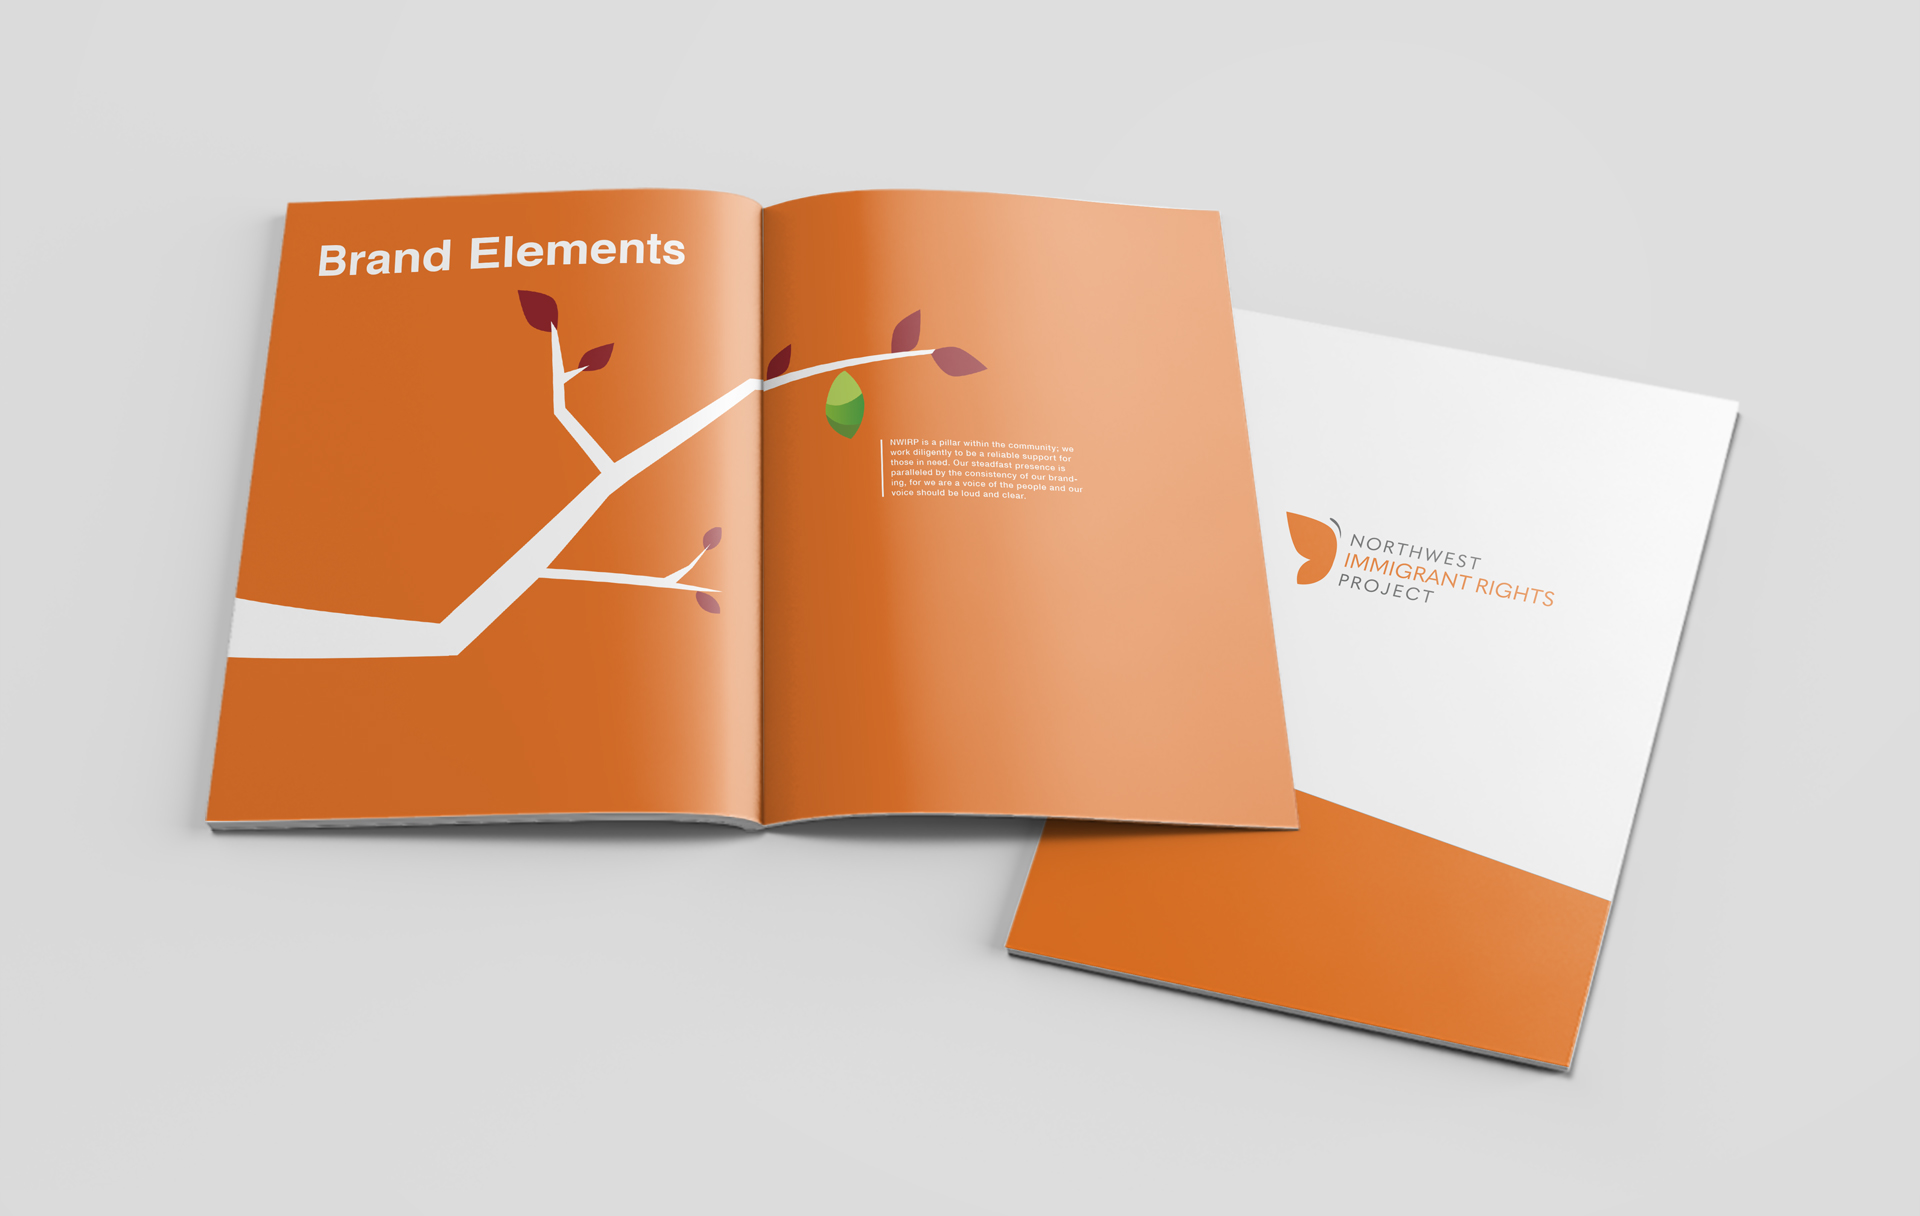 Brand Elements
NWIRP is a pillar within the community; we
work diligently to be a reliable support for
those in need. Our steadfast presence is
paralleled by the consistency of our brand-
ing, for we are a voice of the people and our
voice should be loud and clear.
NORTHWEST
IMMIGRANT RIGHTS
PROJECT